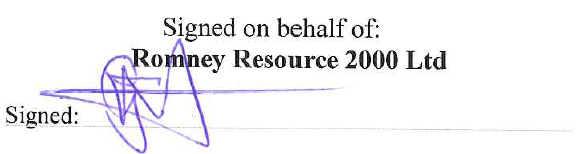 Signed on behalf of:
Romney Resource 2000 Ltd
Signed: